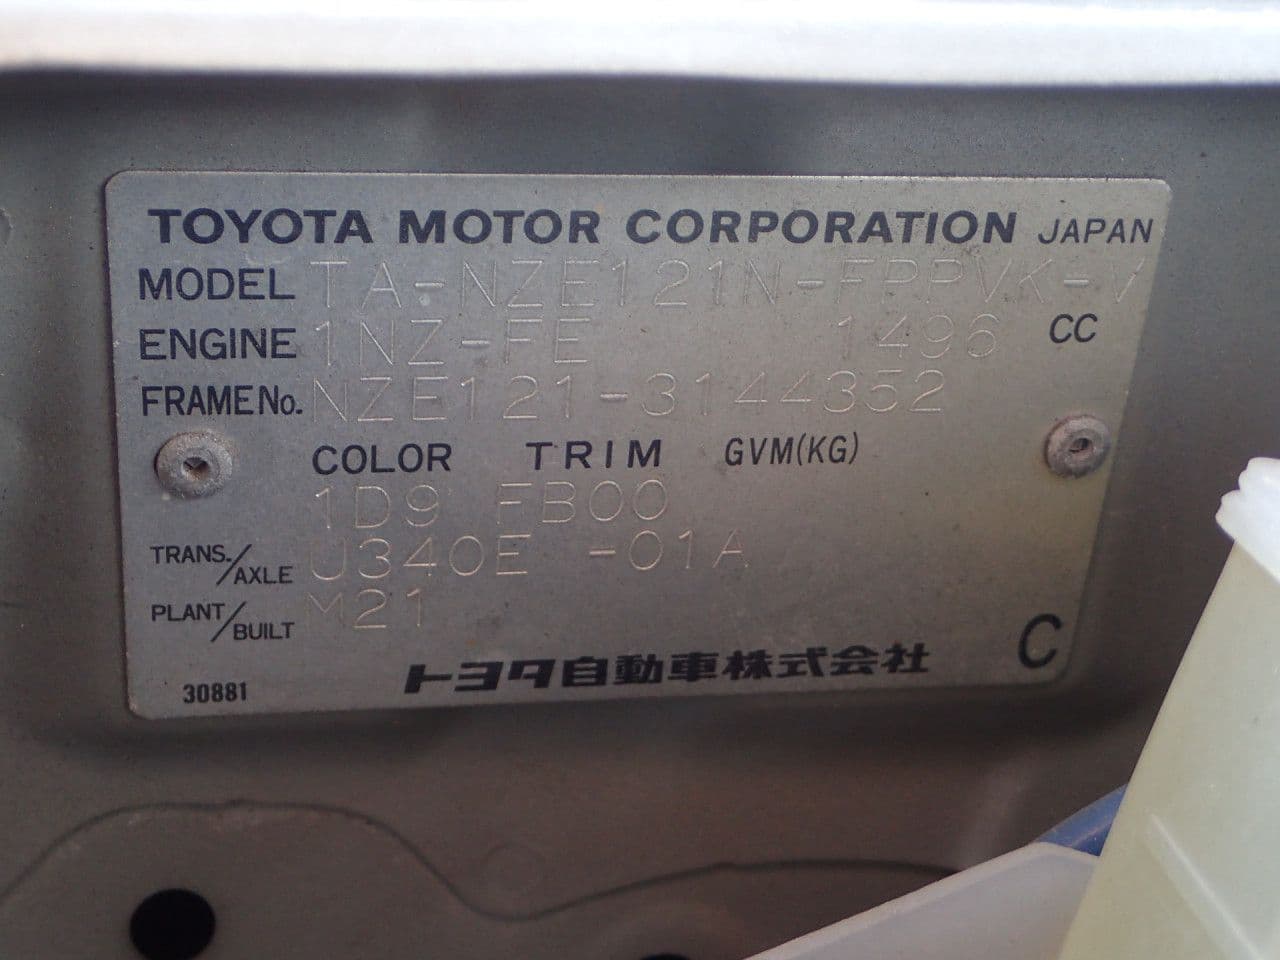 TOYOTA MOTOR CORPORATION JAPAN
MODEL TA-NZE121N-FPPVK-V
ENGINE 1NZ-FE 1496 CC
FRAME No. NZE121-3144352
COLOR TRIM GVM(KG)
1D9 FB00
TRANS./AXLE U340E -01A
PLANT/BUILT M21
トヨタ自動車株式会社 C
30881